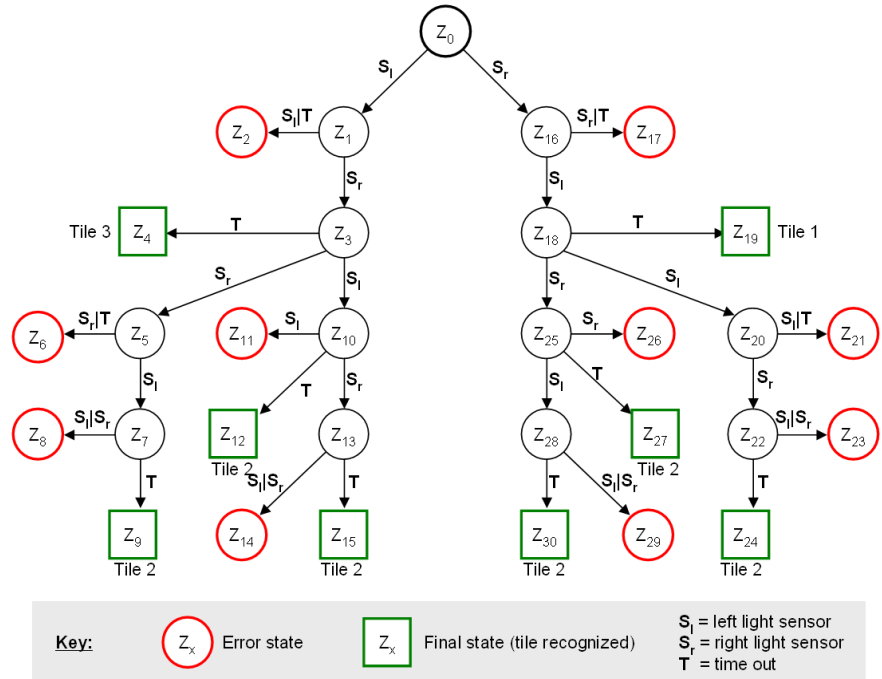 Z0
Sl Sr
Sl|T Sr|T
Z2 Z1 Z16 Z17
Sr Sl
Tile 3 Z4 T Z3 Z18 T Z19 Tile 1
Sr Sl Sr Sl
Sr|T Sl Sr Sl|T
Z6 Z5 Z11 Z10 Z25 Z26 Z20 Z21
Sl T Sr Sl T Sr
Sl|Sr Sl|Sr
Z8 Z7 Z12 Z13 Z28 Z27 Z22 Z23
Tile 2 Tile 2
T Sl|Sr T T Sl|Sr T
Z9 Z14 Z15 Z30 Z29 Z24
Tile 2 Tile 2 Tile 2 Tile 2
Key: Zx Error state Zx Final state (tile recognized)
Sl = left light sensor
Sr = right light sensor
T = time out